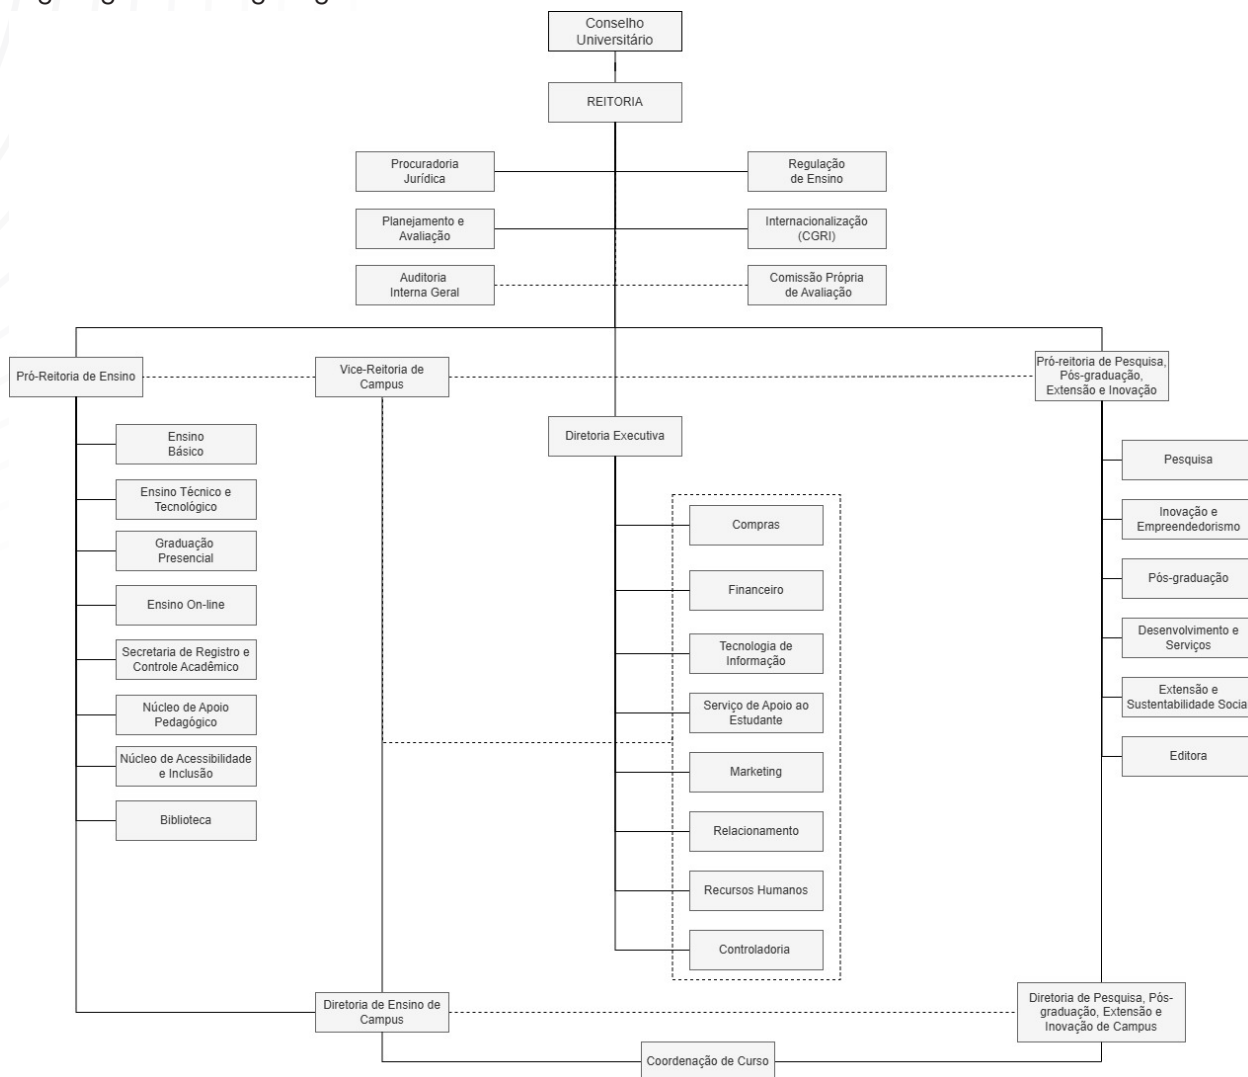 Conselho
Universitário
REITORIA
Procuradoria
Jurídica
Regulação
de Ensino
Planejamento e
Avaliação
Internacionalização
(CGRI)
Auditoria
Interna Geral
Comissão Própria
de Avaliação
Pró-Reitoria de Ensino
Vice-Reitoria de
Campus
Pró-reitoria de Pesquisa,
Pós-graduação,
Extensão e Inovação
Diretoria Executiva
Ensino
Básico
Ensino Técnico e
Tecnológico
Graduação
Presencial
Ensino On-line
Secretaria de Registro e
Controle Acadêmico
Núcleo de Apoio
Pedagógico
Núcleo de Acessibilidade
e Inclusão
Biblioteca
Compras
Financeiro
Tecnologia de
Informação
Serviço de Apoio ao
Estudante
Marketing
Relacionamento
Recursos Humanos
Controladoria
Pesquisa
Inovação e
Empreendedorismo
Pós-graduação
Desenvolvimento e
Serviços
Extensão e
Sustentabilidade Social
Editora
Diretoria de Ensino de
Campus
Diretoria de Pesquisa, Pós-
graduação, Extensão e
Inovação de Campus
Coordenação de Curso